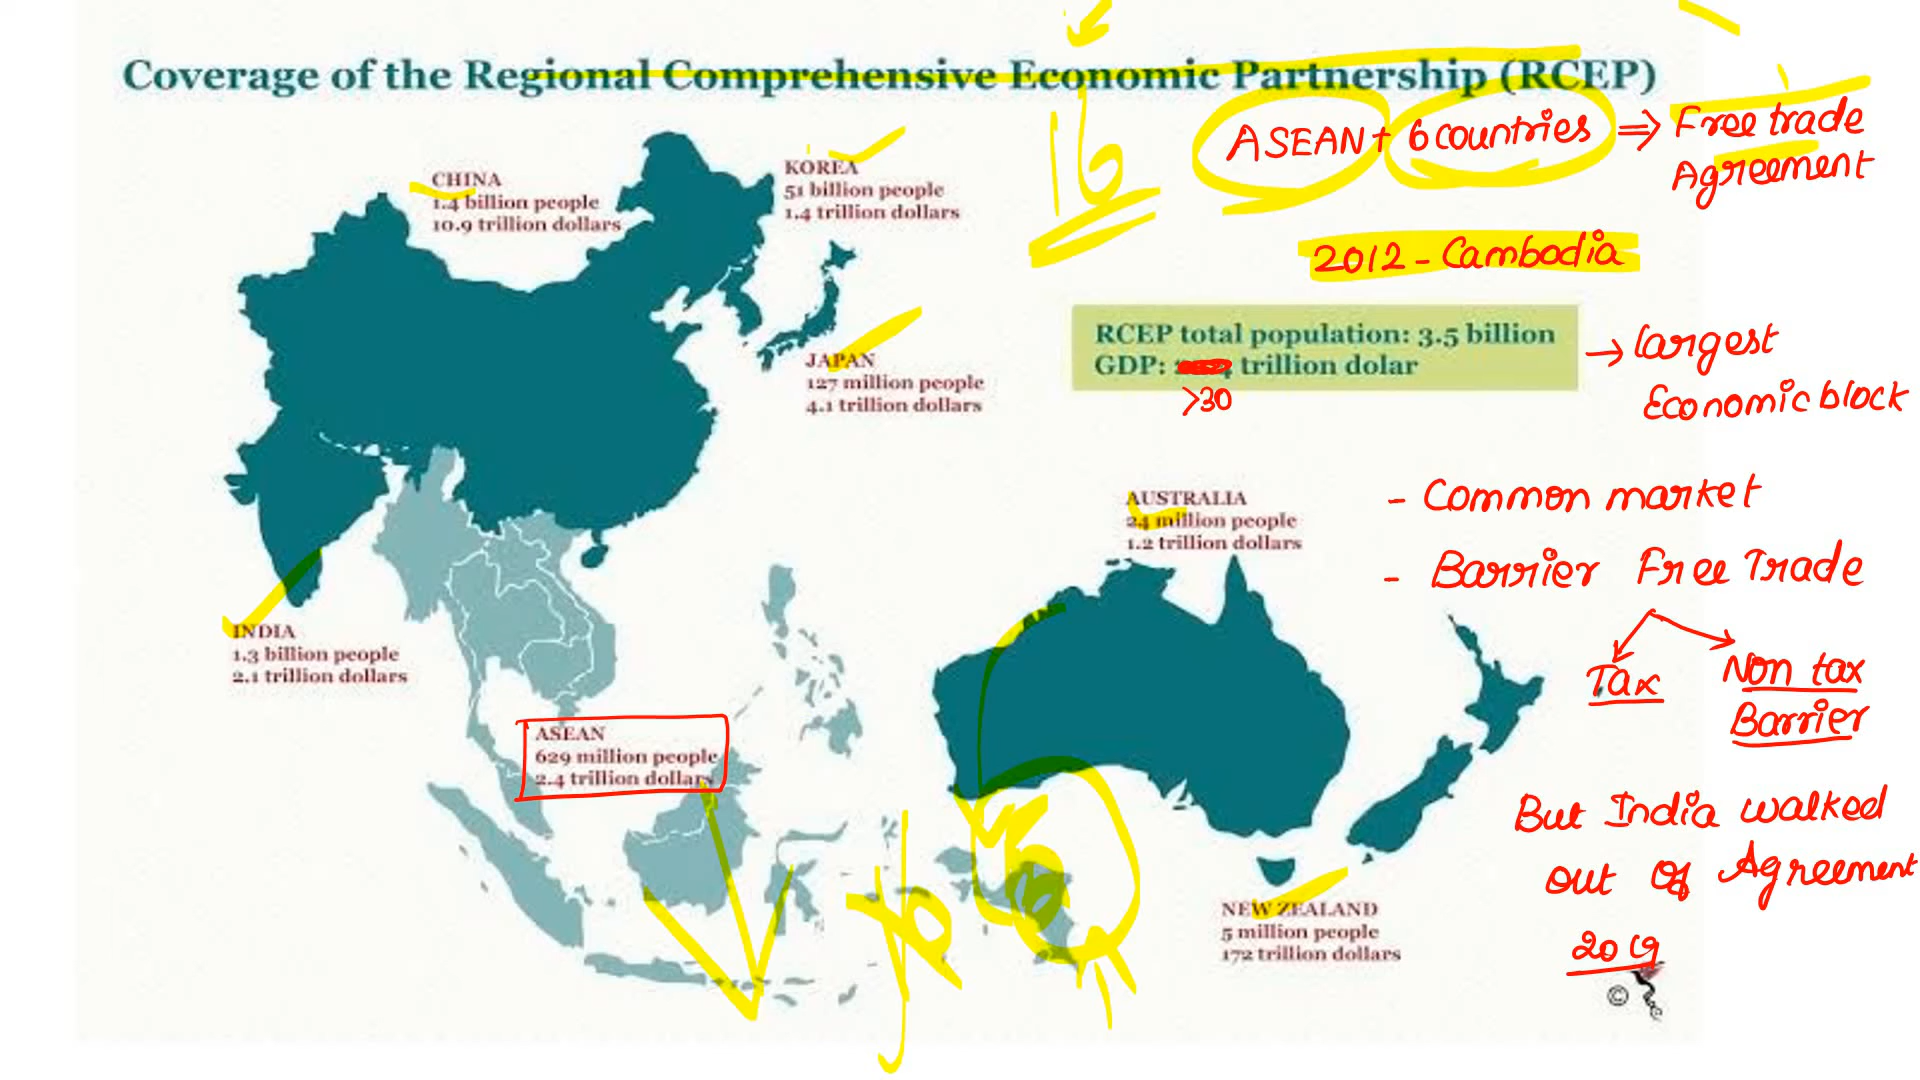 Coverage of the Regional Comprehensive Economic Partnership (RCEP)
16
ASEAN + 6 countries ⇒ Free trade
Agreement
2012 - Cambodia
CHINA
1.4 billion people
10.9 trillion dollars
KOREA
51 billion people
1.4 trillion dollars
JAPAN
127 million people
4.1 trillion dollars
RCEP total population: 3.5 billion
GDP: trillion dolar
>30
→ largest
Economic block
AUSTRALIA
24 million people
1.2 trillion dollars
- Common market
- Barrier Free Trade
Tax
Non tax
Barrier
INDIA
1.3 billion people
2.1 trillion dollars
ASEAN
629 million people
2.4 trillion dollars
NEW ZEALAND
5 million people
172 trillion dollars
But India walked
out of Agreement
2019
©